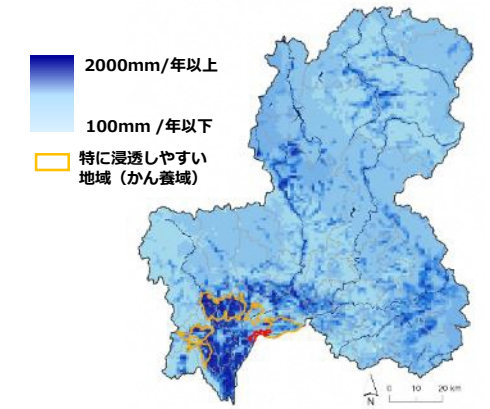 2000mm/年以上
100mm /年以下
特に浸透しやすい
地域（かん養域）
N
0 10 20 km